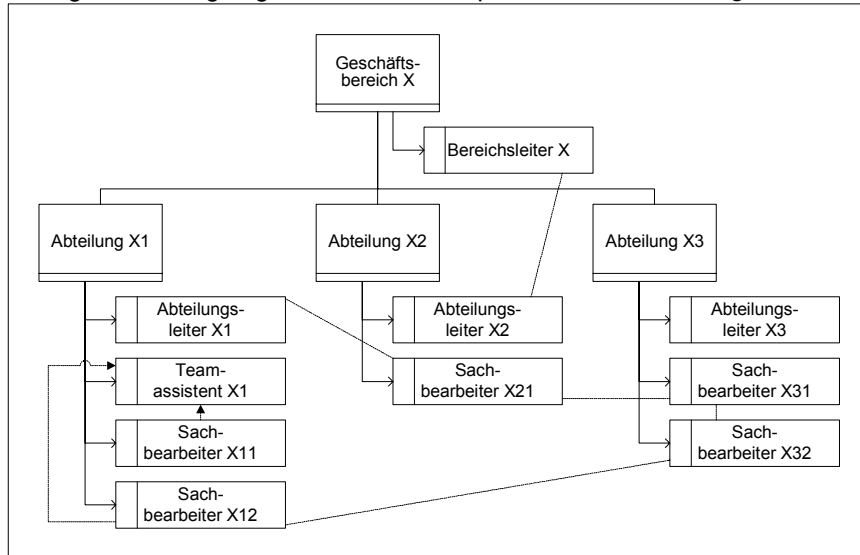 Geschäfts-
bereich X
Bereichsleiter X
Abteilung X1
Abteilung X2
Abteilung X3
Abteilungs-
leiter X1
Abteilungs-
leiter X2
Abteilungs-
leiter X3
Team-
assistent X1
Sach-
bearbeiter X21
Sach-
bearbeiter X31
Sach-
bearbeiter X11
Sach-
bearbeiter X32
Sach-
bearbeiter X12